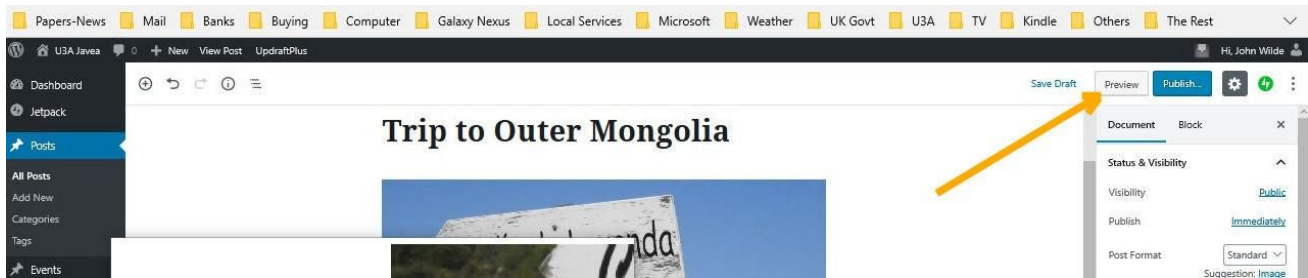 Papers-News Mail Banks Buying Computer Galaxy Nexus Local Services Microsoft Weather UK Govt U3A TV Kindle Others The Rest
U3A Javea 0 + New View Post UpdraftPlus Hi, John Wilde
Dashboard
Save Draft Preview Publish...
Jetpack
Trip to Outer Mongolia
Document Block
Posts
Status & Visibility
All Posts
Add New
Visibility Public
Categories
Publish Immediately
Tags
Post Format Standard
Events
Suggestion: Image